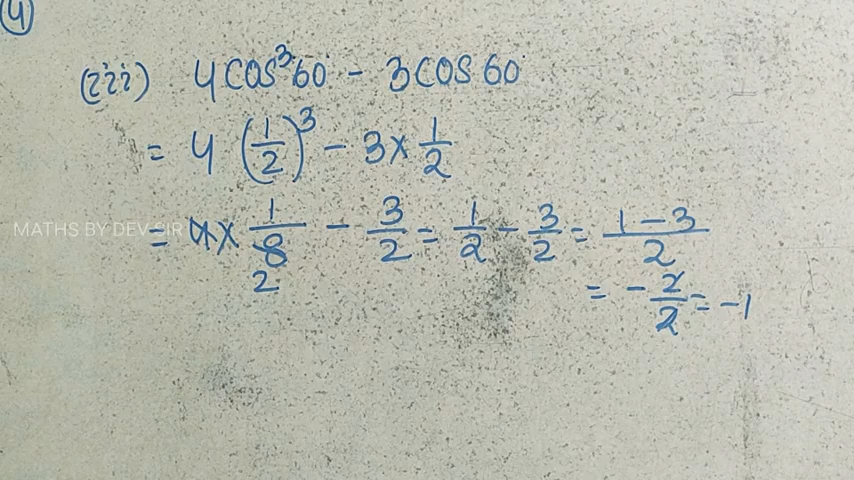 4
(iii) 4cos³60 - 3cos60
= 4 (1/2)³ - 3 × 1/2
= 4 × 1/8 - 3/2 = 1/2 - 3/2 = 1-3/2
2
= - 2/2 = -1
MATHS BY DEV SIR